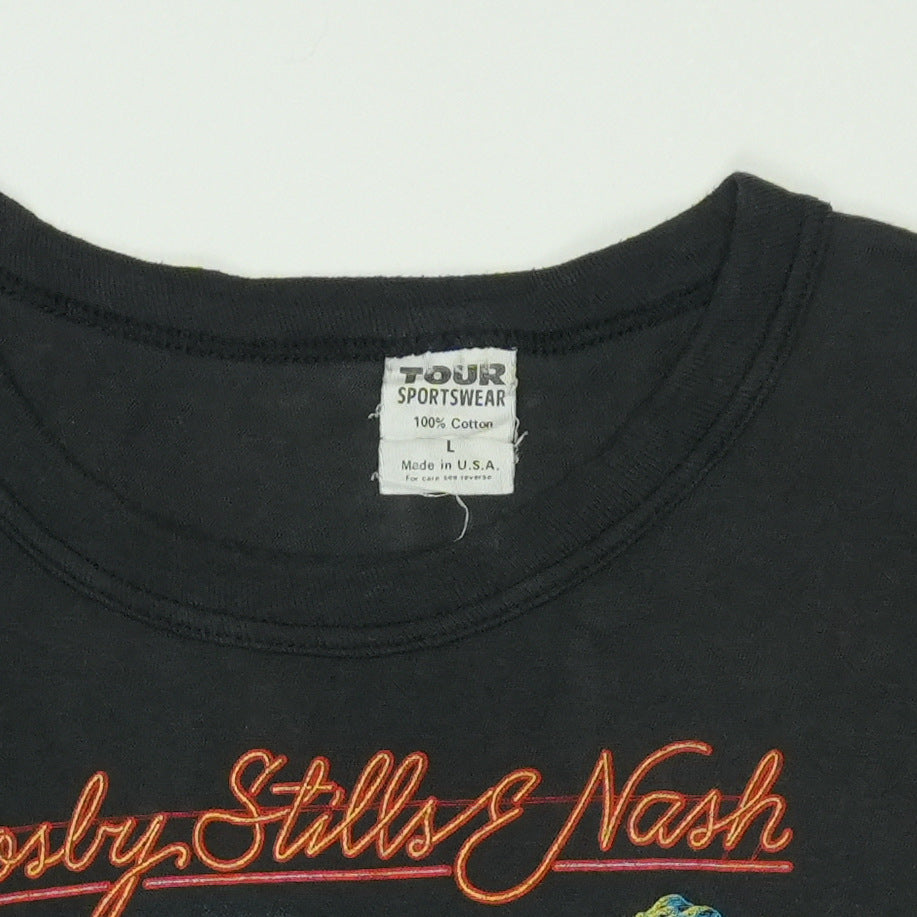 TOUR
SPORTSWEAR
100% Cotton
L
Made in U.S.A.
For care see reverse
osby Stills & Nash